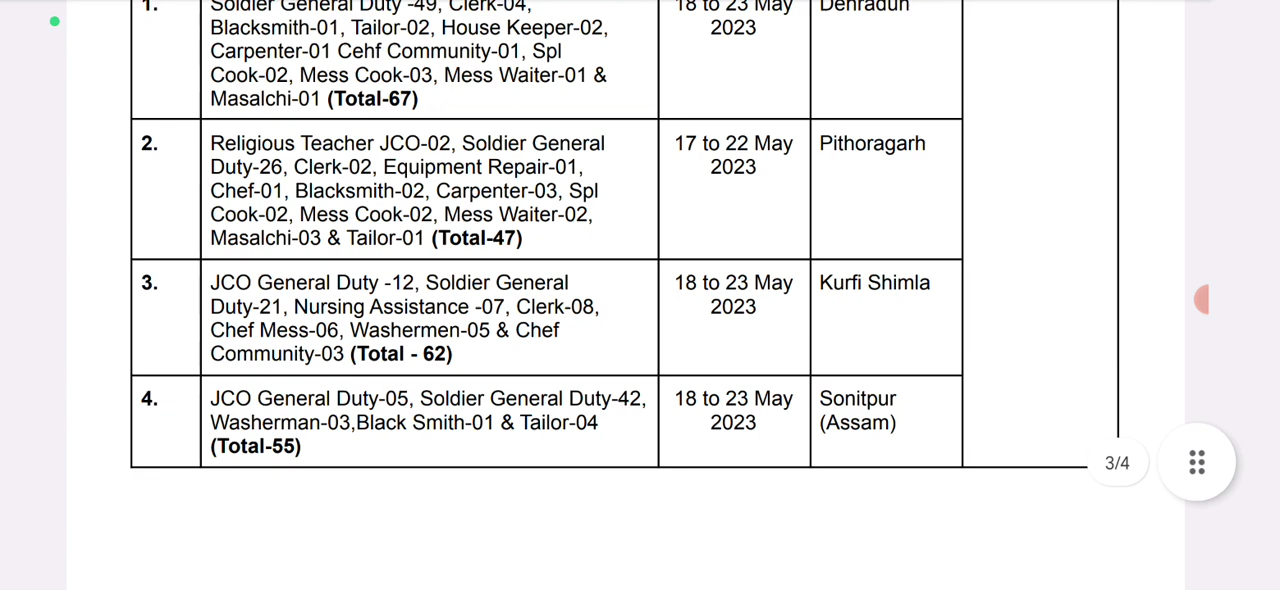 1.
Soldier General Duty -49, Clerk-04,
Blacksmith-01, Tailor-02, House Keeper-02,
Carpenter-01 Cehf Community-01, Spl
Cook-02, Mess Cook-03, Mess Waiter-01 &
Masalchi-01 (Total-67)
18 to 23 May
2023
Dehradun
2.
Religious Teacher JCO-02, Soldier General
Duty-26, Clerk-02, Equipment Repair-01,
Chef-01, Blacksmith-02, Carpenter-03, Spl
Cook-02, Mess Cook-02, Mess Waiter-02,
Masalchi-03 & Tailor-01 (Total-47)
17 to 22 May
2023
Pithoragarh
3.
JCO General Duty -12, Soldier General
Duty-21, Nursing Assistance -07, Clerk-08,
Chef Mess-06, Washermen-05 & Chef
Community-03 (Total - 62)
18 to 23 May
2023
Kurfi Shimla
4.
JCO General Duty-05, Soldier General Duty-42,
Washerman-03,Black Smith-01 & Tailor-04
(Total-55)
18 to 23 May
2023
Sonitpur
(Assam)
3/4